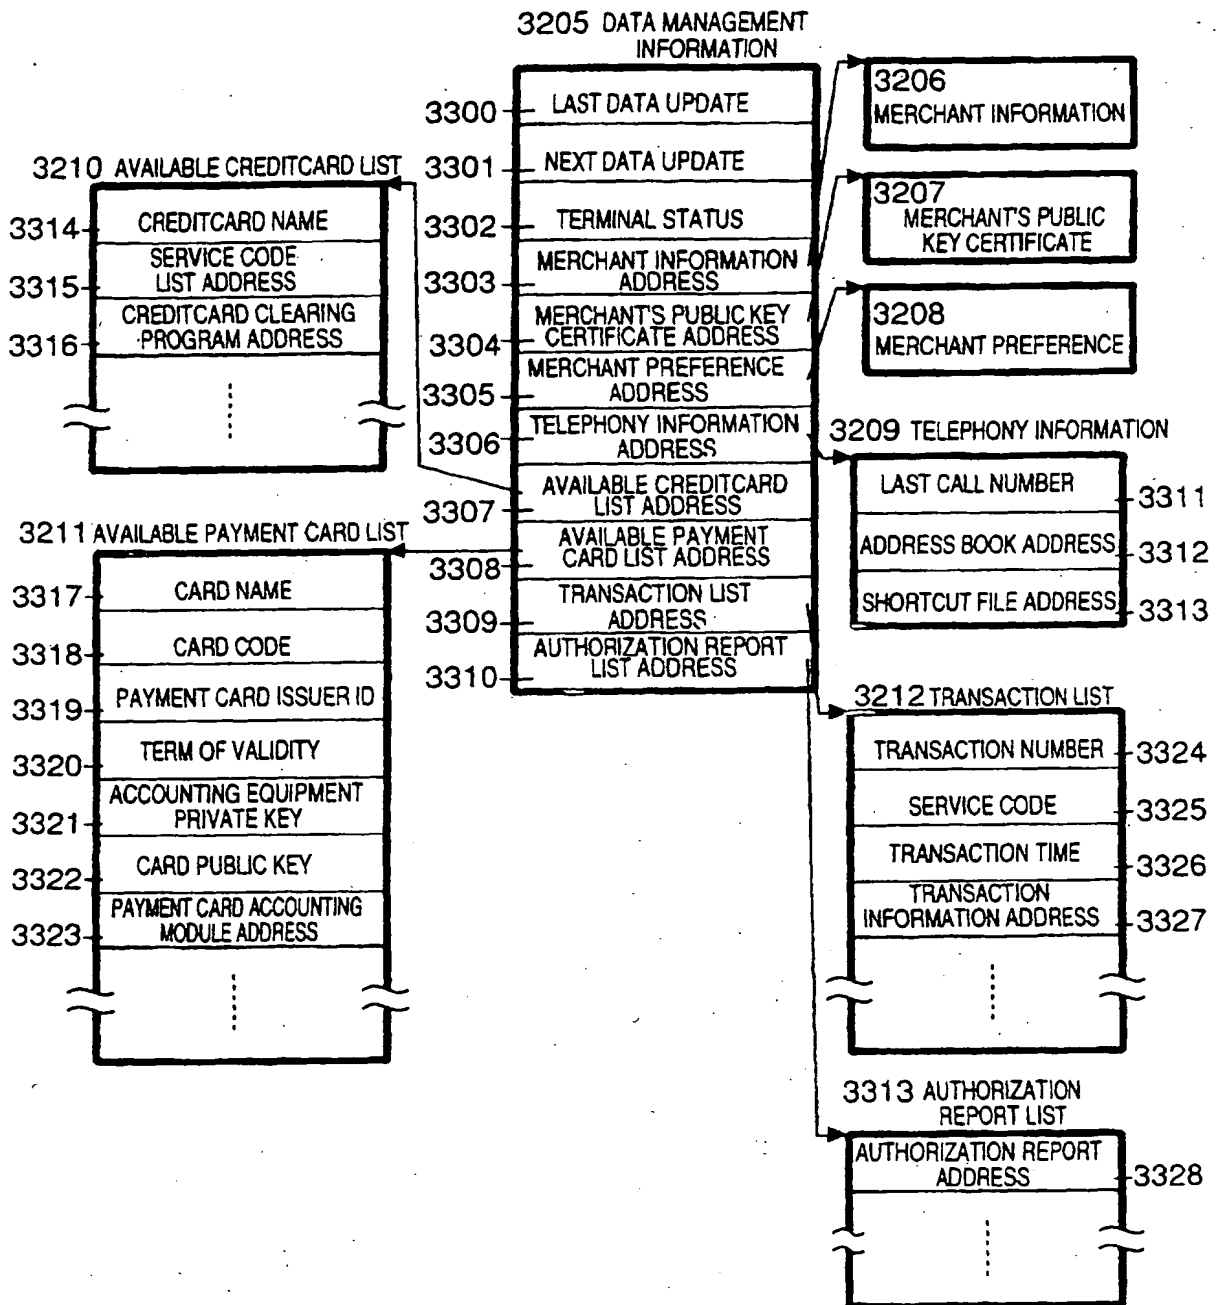 3205 DATA MANAGEMENT
INFORMATION
3300 LAST DATA UPDATE
3301 NEXT DATA UPDATE
3302 TERMINAL STATUS
3303 MERCHANT INFORMATION
ADDRESS
3304 MERCHANT'S PUBLIC KEY
CERTIFICATE ADDRESS
3305 MERCHANT PREFERENCE
ADDRESS
3306 TELEPHONY INFORMATION
ADDRESS
3307 AVAILABLE CREDITCARD
LIST ADDRESS
3308 AVAILABLE PAYMENT
CARD LIST ADDRESS
3309 TRANSACTION LIST
ADDRESS
3310 AUTHORIZATION REPORT
LIST ADDRESS
3210 AVAILABLE CREDITCARD LIST
3314 CREDITCARD NAME
3315 SERVICE CODE
LIST ADDRESS
3316 CREDITCARD CLEARING
PROGRAM ADDRESS
3211 AVAILABLE PAYMENT CARD LIST
3317 CARD NAME
3318 CARD CODE
3319 PAYMENT CARD ISSUER ID
3320 TERM OF VALIDITY
3321 ACCOUNTING EQUIPMENT
PRIVATE KEY
3322 CARD PUBLIC KEY
3323 PAYMENT CARD ACCOUNTING
MODULE ADDRESS
3206
MERCHANT INFORMATION
3207
MERCHANT'S PUBLIC
KEY CERTIFICATE
3208
MERCHANT PREFERENCE
3209 TELEPHONY INFORMATION
LAST CALL NUMBER 3311
ADDRESS BOOK ADDRESS 3312
SHORTCUT FILE ADDRESS 3313
3212 TRANSACTION LIST
TRANSACTION NUMBER 3324
SERVICE CODE 3325
TRANSACTION TIME 3326
TRANSACTION
INFORMATION ADDRESS 3327
3313 AUTHORIZATION
REPORT LIST
AUTHORIZATION REPORT
ADDRESS 3328